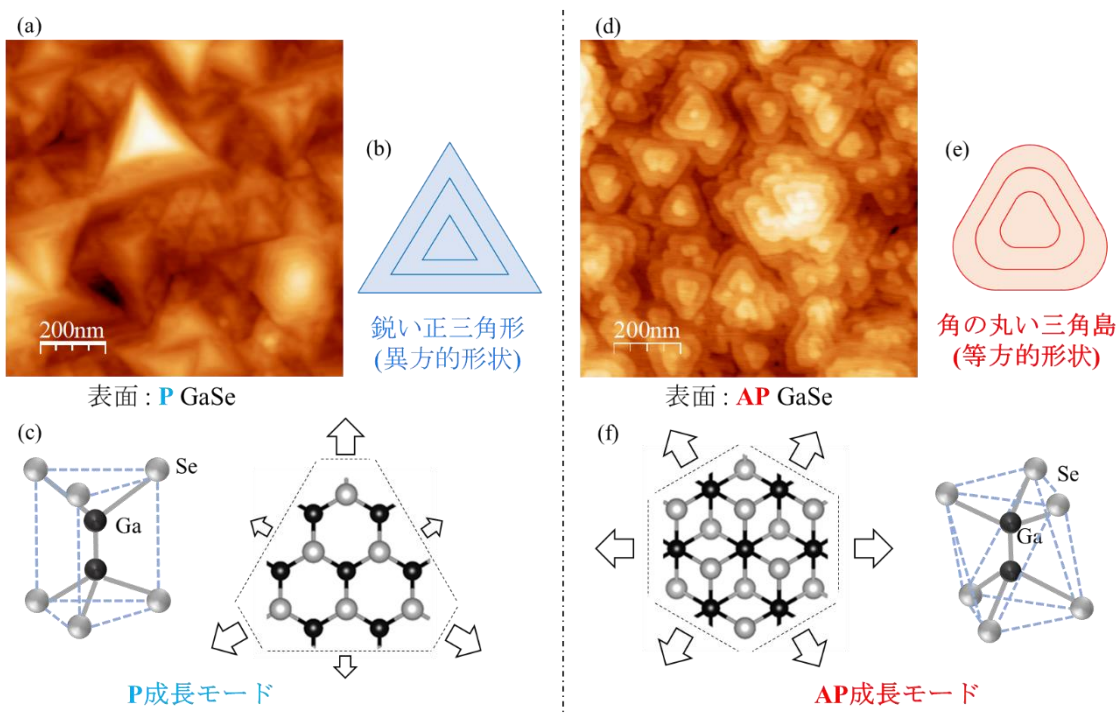 (a)
200nm
(b)
鋭い正三角形
(異方的形状)
表面 : P GaSe
(c)
Se
Ga
P成長モード
(d)
200nm
(e)
角の丸い三角島
(等方的形状)
表面 : AP GaSe
(f)
Se
Ga
AP成長モード